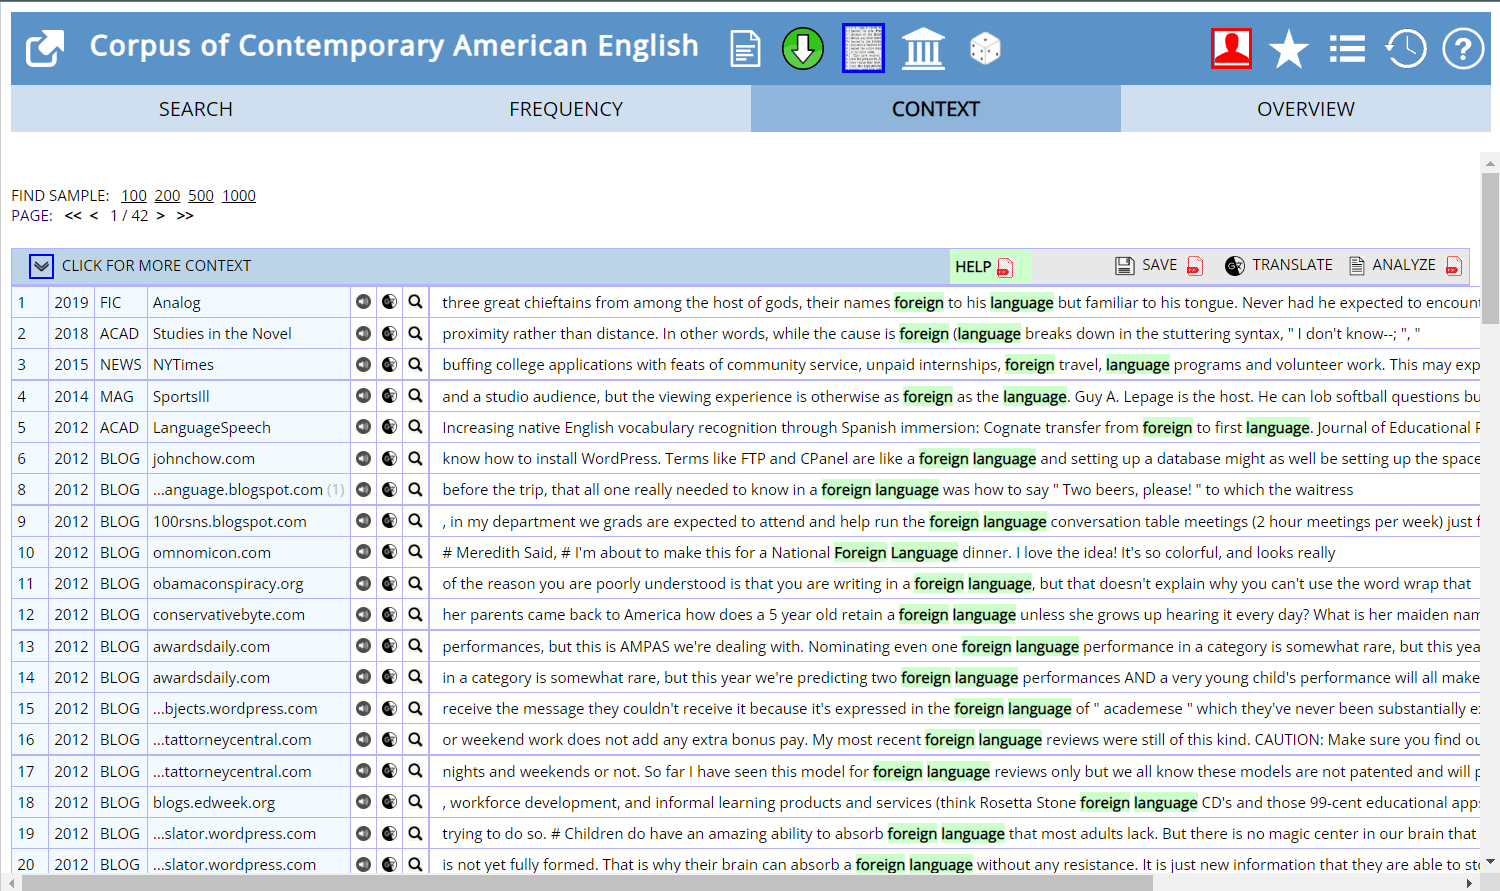 Corpus of Contemporary American English
SEARCH FREQUENCY CONTEXT OVERVIEW
FIND SAMPLE: 100 200 500 1000
PAGE: << < 1 / 42 > >>
CLICK FOR MORE CONTEXT HELP SAVE TRANSLATE ANALYZE
1 2019 FIC Analog three great chieftains from among the host of gods, their names foreign to his language but familiar to his tongue. Never had he expected to encount
2 2018 ACAD Studies in the Novel proximity rather than distance. In other words, while the cause is foreign (language breaks down in the stuttering syntax, " I don't know--; ", "
3 2015 NEWS NYTimes buffing college applications with feats of community service, unpaid internships, foreign travel, language programs and volunteer work. This may exp
4 2014 MAG SportsIll and a studio audience, but the viewing experience is otherwise as foreign as the language. Guy A. Lepage is the host. He can lob softball questions bu
5 2012 ACAD LanguageSpeech Increasing native English vocabulary recognition through Spanish immersion: Cognate transfer from foreign to first language. Journal of Educational
6 2012 BLOG johnchow.com know how to install WordPress. Terms like FTP and CPanel are like a foreign language and setting up a database might as well be setting up the space
8 2012 BLOG ...anguage.blogspot.com (1) before the trip, that all one really needed to know in a foreign language was how to say " Two beers, please! " to which the waitress
9 2012 BLOG 100rsns.blogspot.com , in my department we grads are expected to attend and help run the foreign language conversation table meetings (2 hour meetings per week) just f
10 2012 BLOG omnomicon.com # Meredith Said, # I'm about to make this for a National Foreign Language dinner. I love the idea! It's so colorful, and looks really
11 2012 BLOG obamaconspiracy.org of the reason you are poorly understood is that you are writing in a foreign language, but that doesn't explain why you can't use the word wrap that
12 2012 BLOG conservativebyte.com her parents came back to America how does a 5 year old retain a foreign language unless she grows up hearing it every day? What is her maiden nam
13 2012 BLOG awardsdaily.com performances, but this is AMPAS we're dealing with. Nominating even one foreign language performance in a category is somewhat rare, but this yea
14 2012 BLOG awardsdaily.com in a category is somewhat rare, but this year we're predicting two foreign language performances AND a very young child's performance will all make
15 2012 BLOG ...bjects.wordpress.com receive the message they couldn't receive it because it's expressed in the foreign language of " academese " which they've never been substantially ex
16 2012 BLOG ...tattorneycentral.com or weekend work does not add any extra bonus pay. My most recent foreign language reviews were still of this kind. CAUTION: Make sure you find ou
17 2012 BLOG ...tattorneycentral.com nights and weekends or not. So far I have seen this model for foreign language reviews only but we all know these models are not patented and will p
18 2012 BLOG blogs.edweek.org , workforce development, and informal learning products and services (think Rosetta Stone foreign language CD's and those 99-cent educational apps
19 2012 BLOG ...slator.wordpress.com trying to do so. # Children do have an amazing ability to absorb foreign language that most adults lack. But there is no magic center in our brain that
20 2012 BLOG ...slator.wordpress.com is not yet fully formed. That is why their brain can absorb a foreign language without any resistance. It is just new information that they are able to sto